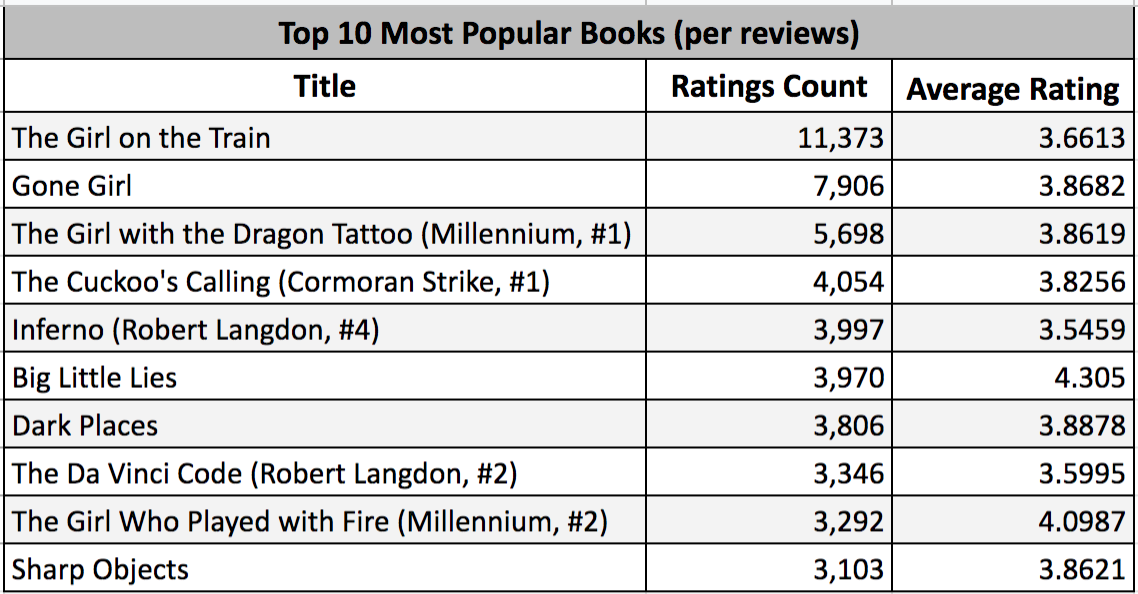 Top 10 Most Popular Books (per reviews)
Title Ratings Count Average Rating
The Girl on the Train 11,373 3.6613
Gone Girl 7,906 3.8682
The Girl with the Dragon Tattoo (Millennium, #1) 5,698 3.8619
The Cuckoo's Calling (Cormoran Strike, #1) 4,054 3.8256
Inferno (Robert Langdon, #4) 3,997 3.5459
Big Little Lies 3,970 4.305
Dark Places 3,806 3.8878
The Da Vinci Code (Robert Langdon, #2) 3,346 3.5995
The Girl Who Played with Fire (Millennium, #2) 3,292 4.0987
Sharp Objects 3,103 3.8621